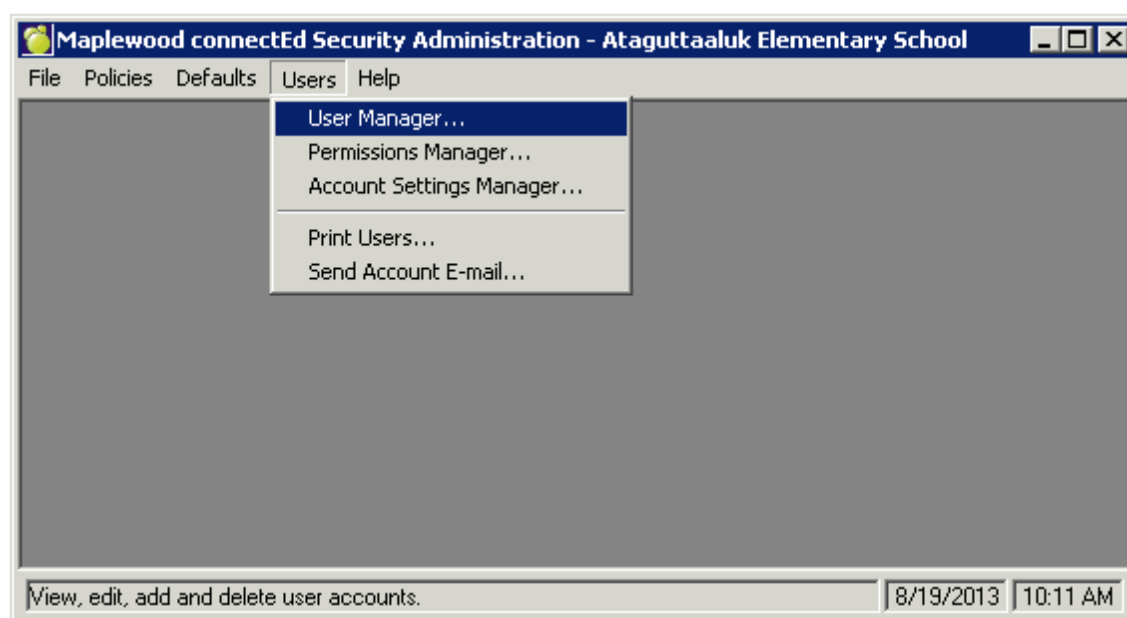 Maplewood connectEd Security Administration - Ataguttaaluk Elementary School
File Policies Defaults Users Help
User Manager...
Permissions Manager...
Account Settings Manager...
Print Users...
Send Account E-mail...
View, edit, add and delete user accounts. 8/19/2013 10:11 AM